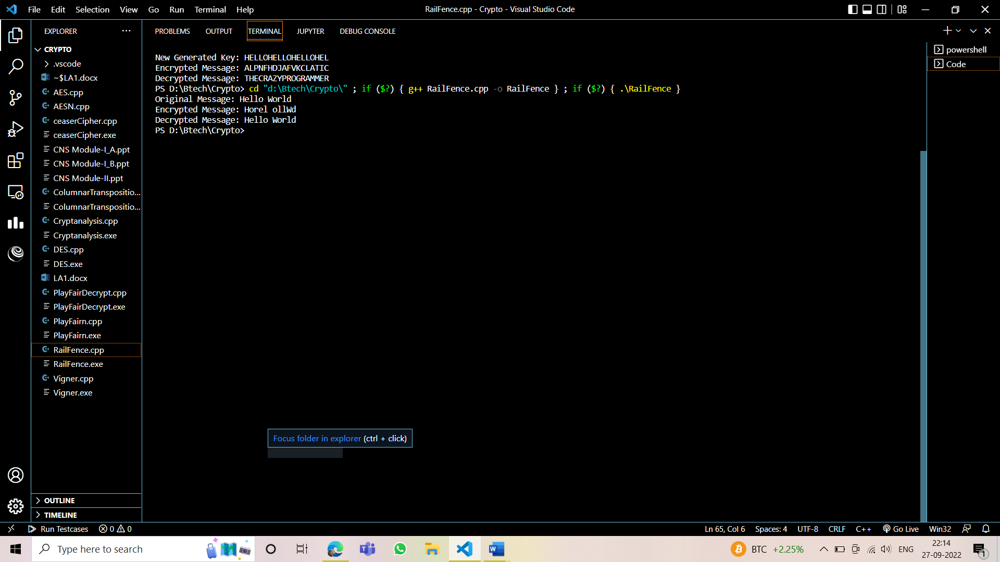 File Edit Selection View Go Run Terminal Help
RailFence.cpp - Crypto - Visual Studio Code
EXPLORER
CRYPTO
.vscode
~$LA1.docx
AES.cpp
AESN.cpp
ceaserCipher.cpp
ceaserCipher.exe
CNS Module-I_A.ppt
CNS Module-I_B.ppt
CNS Module-II.ppt
ColumnarTranspositio...
ColumnarTranspositio...
Cryptanalysis.cpp
Cryptanalysis.exe
DES.cpp
DES.exe
LA1.docx
PlayFairDecrypt.cpp
PlayFairDecrypt.exe
PlayFairn.cpp
PlayFairn.exe
RailFence.cpp
RailFence.exe
Vigner.cpp
Vigner.exe
OUTLINE
TIMELINE
PROBLEMS OUTPUT TERMINAL JUPYTER DEBUG CONSOLE
New Generated Key: HELLOHELLOHELLOHEL
Encrypted Message: ALPNFHDJAFVKCLATIC
Decrypted Message: THECRAZYPROGRAMMER
PS D:\Btech\Crypto> cd "d:\Btech\Crypto\" ; if ($?) { g++ RailFence.cpp -o RailFence } ; if ($?) { .\RailFence }
Original Message: Hello World
Encrypted Message: Horel ollWd
Decrypted Message: Hello World
PS D:\Btech\Crypto>
powershell
Code
Focus folder in explorer (ctrl + click)
Run Testcases 0 0
Ln 65, Col 6 Spaces: 4 UTF-8 CRLF C++ Go Live Win32
Type here to search
BTC +2.25%
ENG
22:14
27-09-2022
1